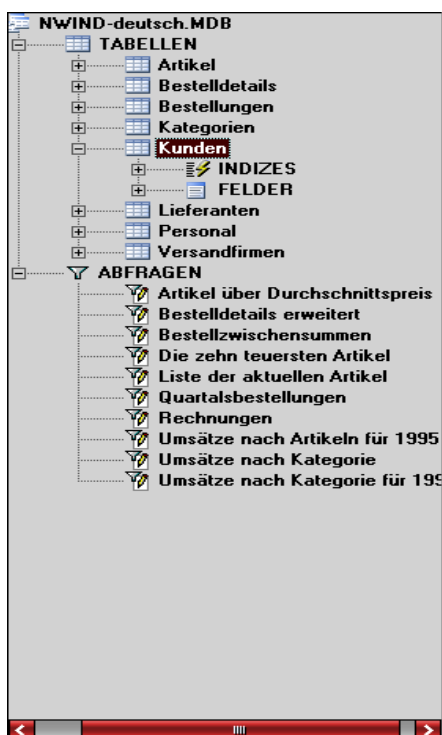 NWIND-deutsch.MDB
TABELLEN
Artikel
Bestelldetails
Bestellungen
Kategorien
Kunden
INDIZES
FELDER
Lieferanten
Personal
Versandfirmen
ABFRAGEN
Artikel über Durchschnittspreis
Bestelldetails erweitert
Bestellzwischensummen
Die zehn teuersten Artikel
Liste der aktuellen Artikel
Quartalsbestellungen
Rechnungen
Umsätze nach Artikeln für 1995
Umsätze nach Kategorie
Umsätze nach Kategorie für